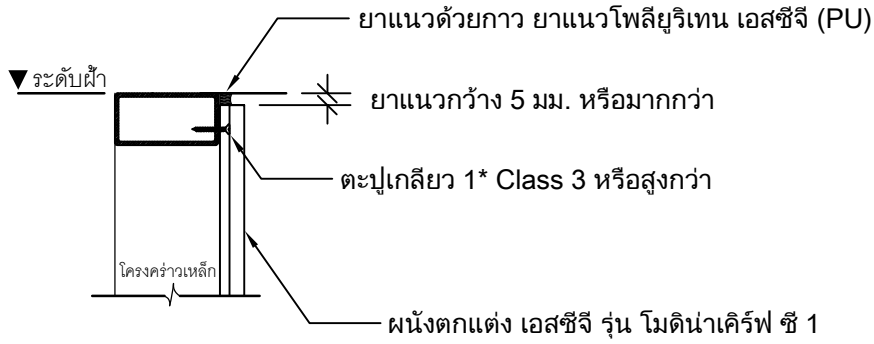 ยาแนวด้วยกาว ยาแนวโพลียูริเทน เอสซีจี (PU)
ระดับฝ้า
ยาแนวกว้าง 5 มม. หรือมากกว่า
ตะปูเกลียว 1* Class 3 หรือสูงกว่า
โครงคร่าวเหล็ก
ผนังตกแต่ง เอสซีจี รุ่น โมดิน่าเคิร์ฟ ซี 1